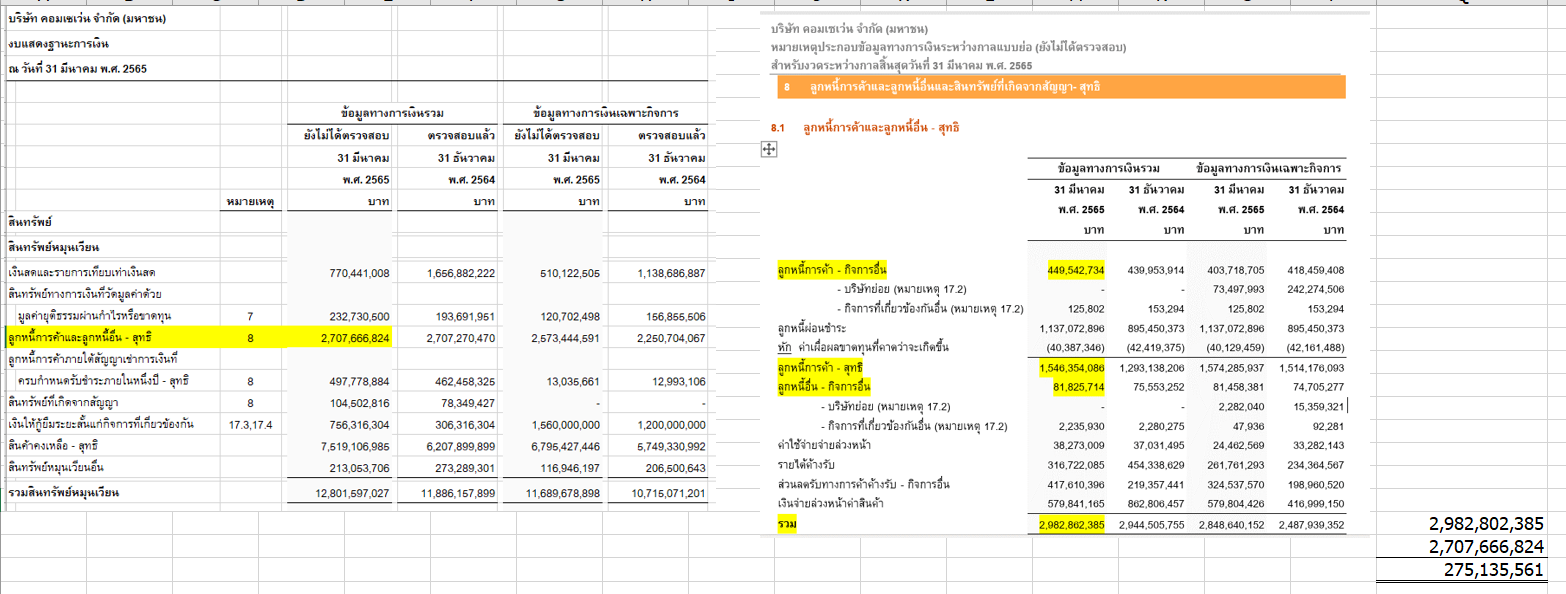 บริษัท คอมเซเว่น จำกัด (มหาชน)
งบแสดงฐานะการเงิน
ณ วันที่ 31 มีนาคม พ.ศ. 2565
ข้อมูลทางการเงินรวม ข้อมูลทางการเงินเฉพาะกิจการ
ยังไม่ได้ตรวจสอบ ตรวจสอบแล้ว ยังไม่ได้ตรวจสอบ ตรวจสอบแล้ว
31 มีนาคม 31 ธันวาคม 31 มีนาคม 31 ธันวาคม
พ.ศ. 2565 พ.ศ. 2564 พ.ศ. 2565 พ.ศ. 2564
หมายเหตุ บาท บาท บาท บาท
สินทรัพย์
สินทรัพย์หมุนเวียน
เงินสดและรายการเทียบเท่าเงินสด 770,441,008 1,656,882,222 510,122,505 1,138,686,887
สินทรัพย์ทางการเงินที่วัดมูลค่าด้วย
มูลค่ายุติธรรมผ่านกำไรหรือขาดทุน 7 232,730,500 193,691,951 120,702,498 156,855,506
ลูกหนี้การค้าและลูกหนี้อื่น - สุทธิ 8 2,707,666,824 2,707,270,470 2,573,444,591 2,250,704,067
ลูกหนี้การค้าภายใต้สัญญาเช่าการเงินที่
ครบกำหนดรับชำระภายในหนึ่งปี - สุทธิ 8 497,778,884 462,458,325 13,035,661 12,993,106
สินทรัพย์ที่เกิดจากสัญญา 8 104,502,816 78,349,427 - -
เงินให้กู้ยืมระยะสั้นแก่กิจการที่เกี่ยวข้องกัน 17.3,17.4 756,316,304 306,316,304 1,560,000,000 1,200,000,000
สินค้าคงเหลือ - สุทธิ 7,519,106,985 6,207,899,899 6,795,427,446 5,749,330,992
สินทรัพย์หมุนเวียนอื่น 213,053,706 273,289,301 116,946,197 206,500,643
รวมสินทรัพย์หมุนเวียน 12,801,597,027 11,886,157,899 11,689,678,898 10,715,071,201
บริษัท คอมเซเว่น จำกัด (มหาชน)
หมายเหตุประกอบข้อมูลทางการเงินระหว่างกาลแบบย่อ (ยังไม่ได้ตรวจสอบ)
สำหรับงวดระหว่างกาลสิ้นสุดวันที่ 31 มีนาคม พ.ศ. 2565
8 ลูกหนี้การค้าและลูกหนี้อื่นและสินทรัพย์ที่เกิดจากสัญญา- สุทธิ
8.1 ลูกหนี้การค้าและลูกหนี้อื่น - สุทธิ
ข้อมูลทางการเงินรวม ข้อมูลทางการเงินเฉพาะกิจการ
31 มีนาคม 31 ธันวาคม 31 มีนาคม 31 ธันวาคม
พ.ศ. 2565 พ.ศ. 2564 พ.ศ. 2565 พ.ศ. 2564
บาท บาท บาท บาท
ลูกหนี้การค้า - กิจการอื่น 449,542,734 439,953,914 403,718,705 418,459,408
- บริษัทย่อย (หมายเหตุ 17.2) - - 73,497,993 242,274,506
- กิจการที่เกี่ยวข้องกันอื่น (หมายเหตุ 17.2) 125,802 153,294 125,802 153,294
ลูกหนี้ผ่อนชำระ 1,137,072,896 895,450,373 1,137,072,896 895,450,373
หัก ค่าเผื่อผลขาดทุนที่คาดว่าจะเกิดขึ้น (40,387,346) (42,419,375) (40,129,459) (42,161,488)
ลูกหนี้การค้า - สุทธิ 1,546,354,086 1,293,138,206 1,574,285,937 1,514,176,093
ลูกหนี้อื่น - กิจการอื่น 81,825,714 75,553,252 81,458,381 74,705,277
- บริษัทย่อย (หมายเหตุ 17.2) - - 2,282,040 15,359,321
- กิจการที่เกี่ยวข้องกันอื่น (หมายเหตุ 17.2) 2,235,930 2,280,275 47,936 92,281
ค่าใช้จ่ายจ่ายล่วงหน้า 38,273,009 37,031,495 24,462,569 33,282,143
รายได้ค้างรับ 316,722,085 454,338,629 261,761,293 234,364,567
ส่วนลดรับทางการค้าค้างรับ - กิจการอื่น 417,610,396 219,357,441 324,537,570 198,960,520
เงินจ่ายล่วงหน้าค่าสินค้า 579,841,165 862,806,457 579,804,426 416,999,150
รวม 2,982,862,385 2,944,505,755 2,848,640,152 2,487,939,352
2,982,802,385
2,707,666,824
275,135,561